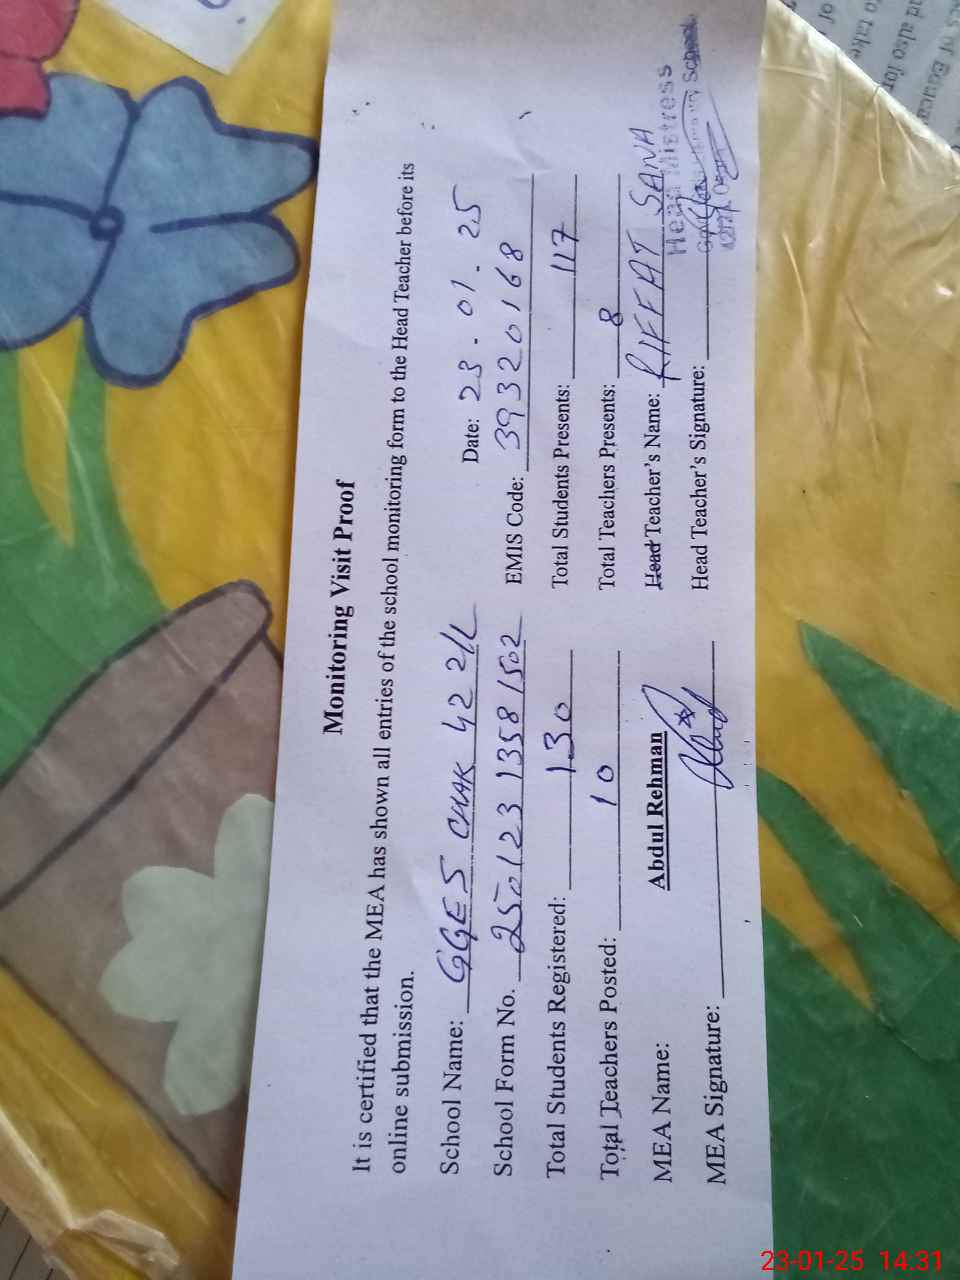 Monitoring Visit Proof
It is certified that the MEA has shown all entries of the school monitoring form to the Head Teacher before its
online submission.
School Name: GGES CHAK 42 2/L Date: 23-01-25
School Form No. 250123 1358 1502 EMIS Code: 39320168
Total Students Registered: 130 Total Students Presents: 117
Total Teachers Posted: 10 Total Teachers Presents: 8
MEA Name: Abdul Rehman Head Teacher's Name: RIFFAT SANA
MEA Signature: Head Teacher's Signature:
Head Mistress
School
23-01-25 14:31